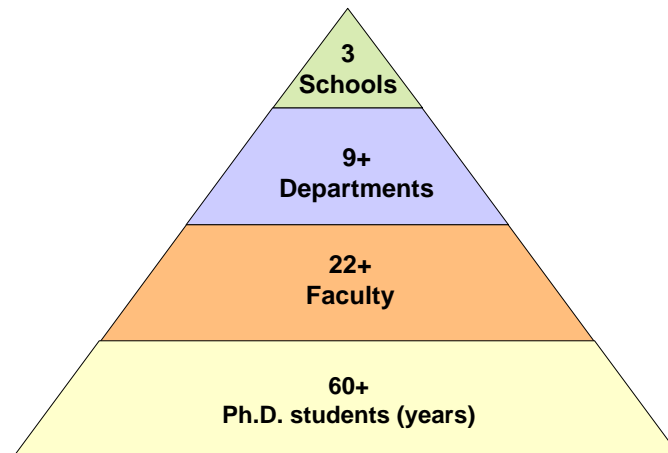 3
Schools
9+
Departments
22+
Faculty
60+
Ph.D. students (years)